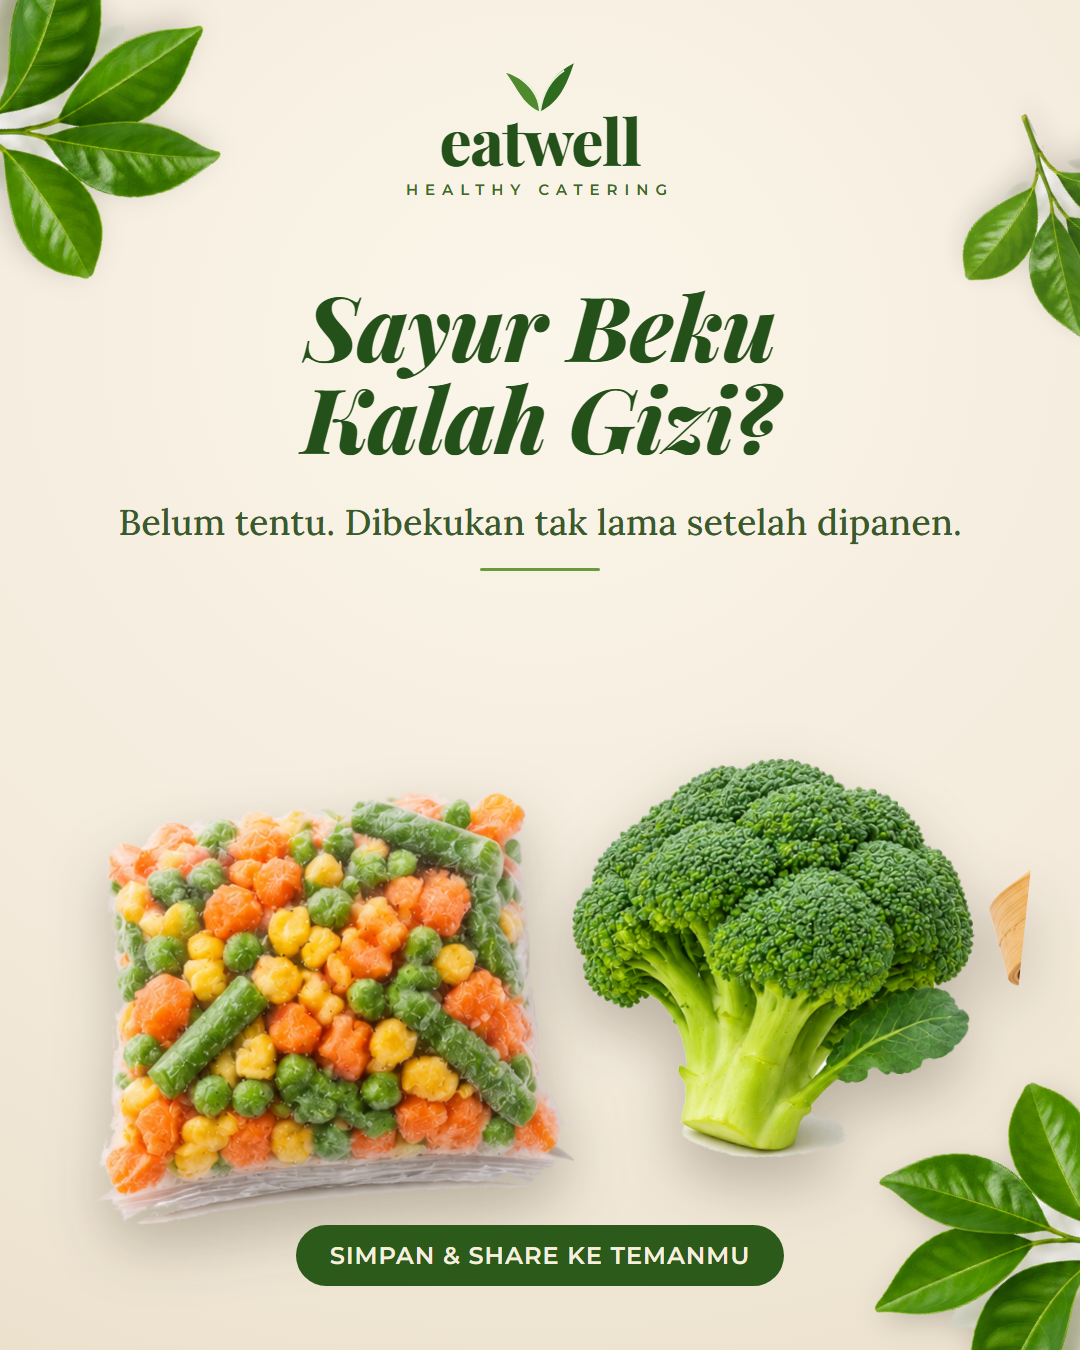 eatwell
HEALTHY CATERING
Sayur Beku
Kalah Gizi?
Belum tentu. Dibekukan tak lama setelah dipanen.
SIMPAN & SHARE KE TEMANMU